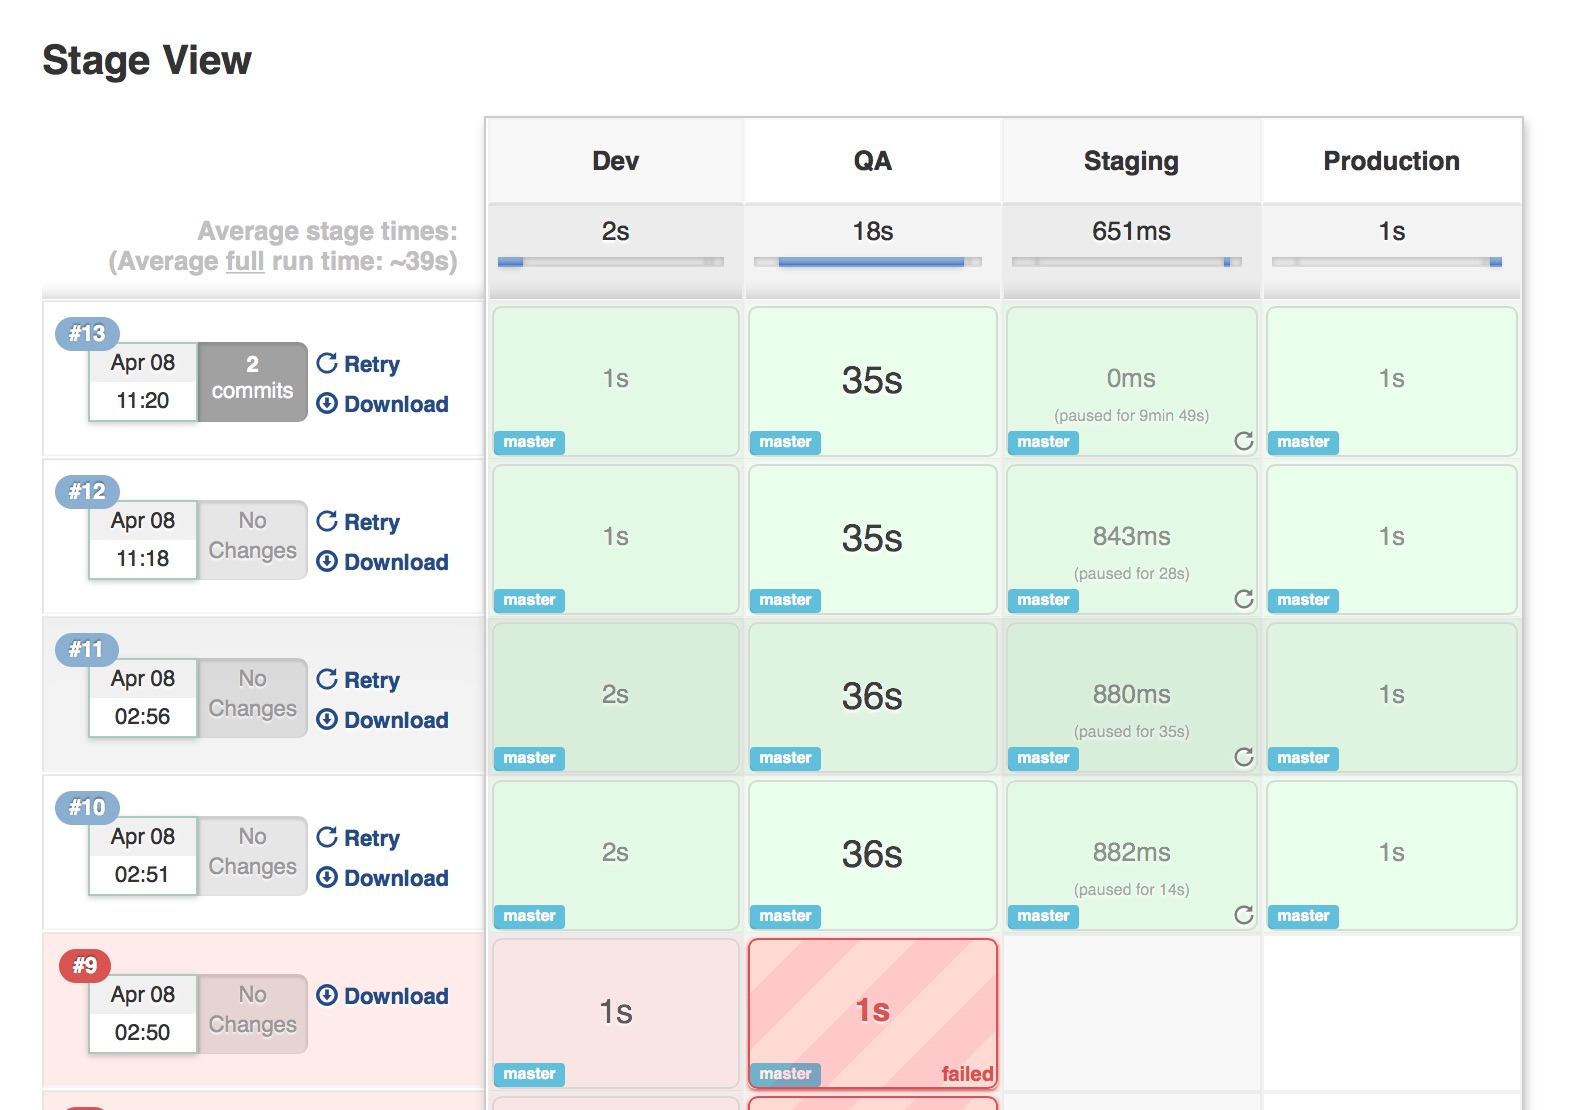 Stage View
Dev QA Staging Production
Average stage times: 2s 18s 651ms 1s
(Average full run time: ~39s)
#13
Apr 08 2 Retry 1s 35s 0ms 1s
11:20 commits Download (paused for 9min 49s)
master master master master
#12
Apr 08 No Retry 1s 35s 843ms 1s
11:18 Changes Download (paused for 28s)
master master master master
#11
Apr 08 No Retry 2s 36s 880ms 1s
02:56 Changes Download (paused for 35s)
master master master master
#10
Apr 08 No Retry 2s 36s 882ms 1s
02:51 Changes Download (paused for 14s)
master master master master
#9
Apr 08 No Download 1s 1s
02:50 Changes
master master failed